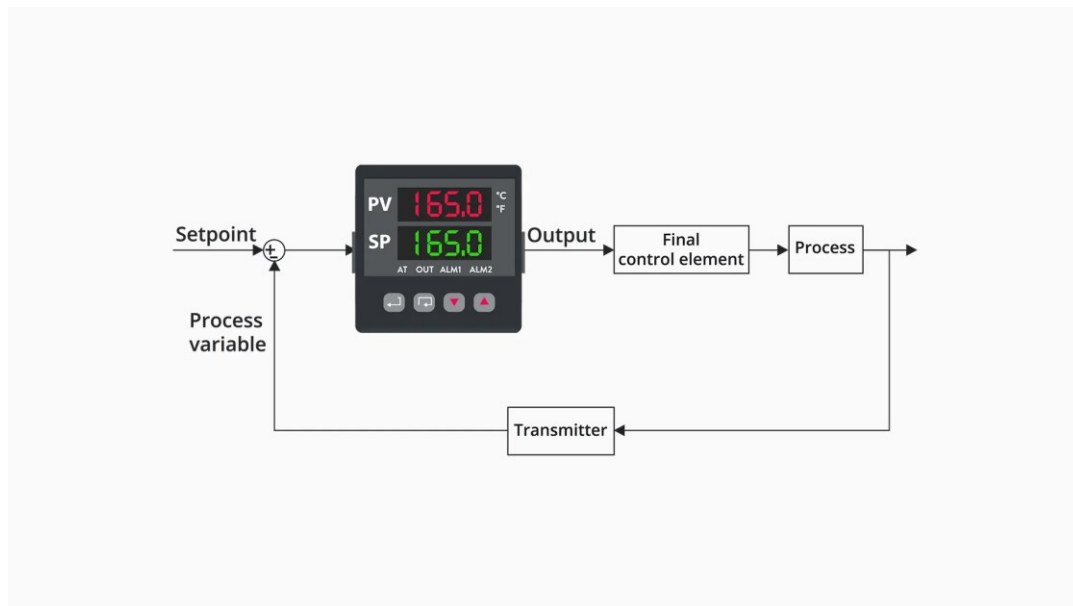 PV 165.0 °C
°F
Setpoint
±
SP 165.0
Output
Final
control element
Process
AT OUT ALM1 ALM2
Process
variable
Transmitter